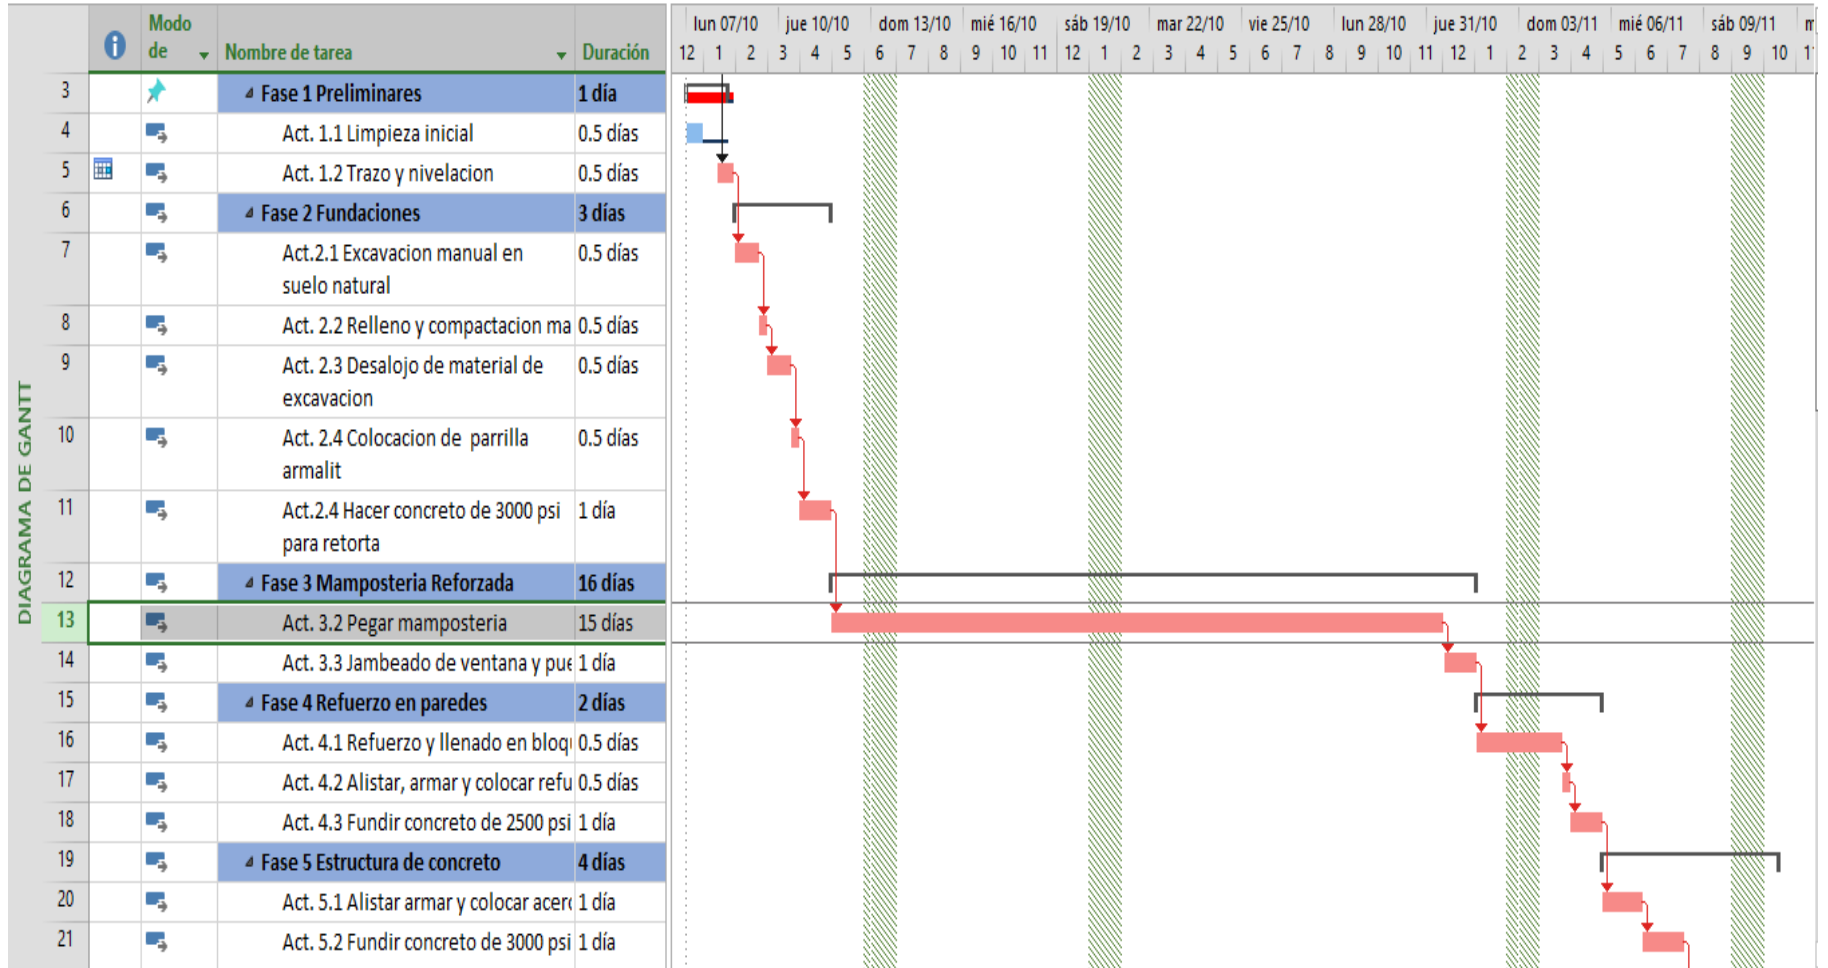 Modo de
Nombre de tarea
Duración
lun 07/10 jue 10/10 dom 13/10 mié 16/10 sáb 19/10 mar 22/10 vie 25/10 lun 28/10 jue 31/10 dom 03/11 mié 06/11 sáb 09/11 m
12 1 2 3 4 5 6 7 8 9 10 11 12 1 2 3 4 5 6 7 8 9 10 11 12 1 2 3 4 5 6 7 8 9 10 11
DIAGRAMA DE GANTT
3 Fase 1 Preliminares 1 día
4 Act. 1.1 Limpieza inicial 0.5 días
5 Act. 1.2 Trazo y nivelacion 0.5 días
6 Fase 2 Fundaciones 3 días
7 Act.2.1 Excavacion manual en 0.5 días
suelo natural
8 Act. 2.2 Relleno y compactacion ma 0.5 días
9 Act. 2.3 Desalojo de material de 0.5 días
excavacion
10 Act. 2.4 Colocacion de parrilla 0.5 días
armalit
11 Act.2.4 Hacer concreto de 3000 psi 1 día
para retorta
12 Fase 3 Mamposteria Reforzada 16 días
13 Act. 3.2 Pegar mamposteria 15 días
14 Act. 3.3 Jambeado de ventana y pue 1 día
15 Fase 4 Refuerzo en paredes 2 días
16 Act. 4.1 Refuerzo y llenado en bloqu 0.5 días
17 Act. 4.2 Alistar, armar y colocar refu 0.5 días
18 Act. 4.3 Fundir concreto de 2500 psi 1 día
19 Fase 5 Estructura de concreto 4 días
20 Act. 5.1 Alistar armar y colocar acero 1 día
21 Act. 5.2 Fundir concreto de 3000 psi 1 día